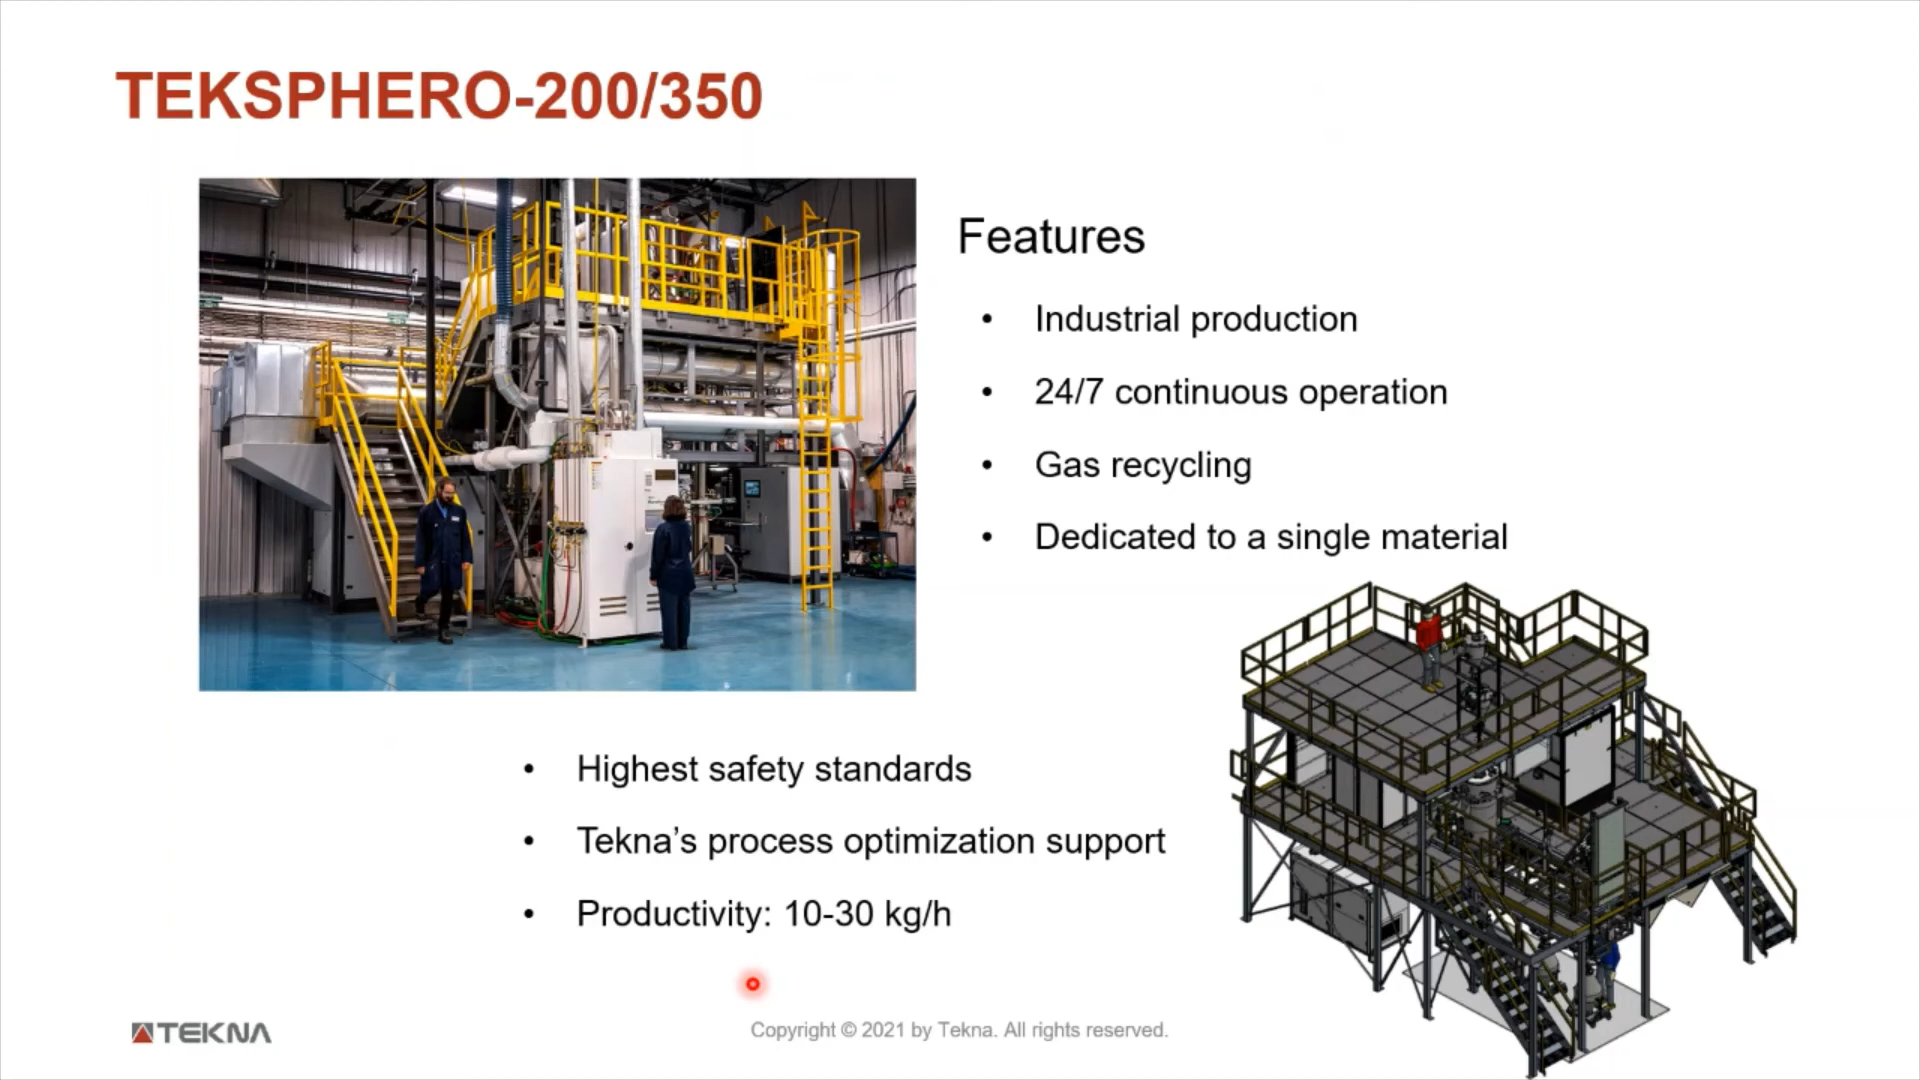 TEKSPHERO-200/350
Features
• Industrial production
• 24/7 continuous operation
• Gas recycling
• Dedicated to a single material
• Highest safety standards
• Tekna’s process optimization support
• Productivity: 10-30 kg/h
TEKNA
Copyright © 2021 by Tekna. All rights reserved.